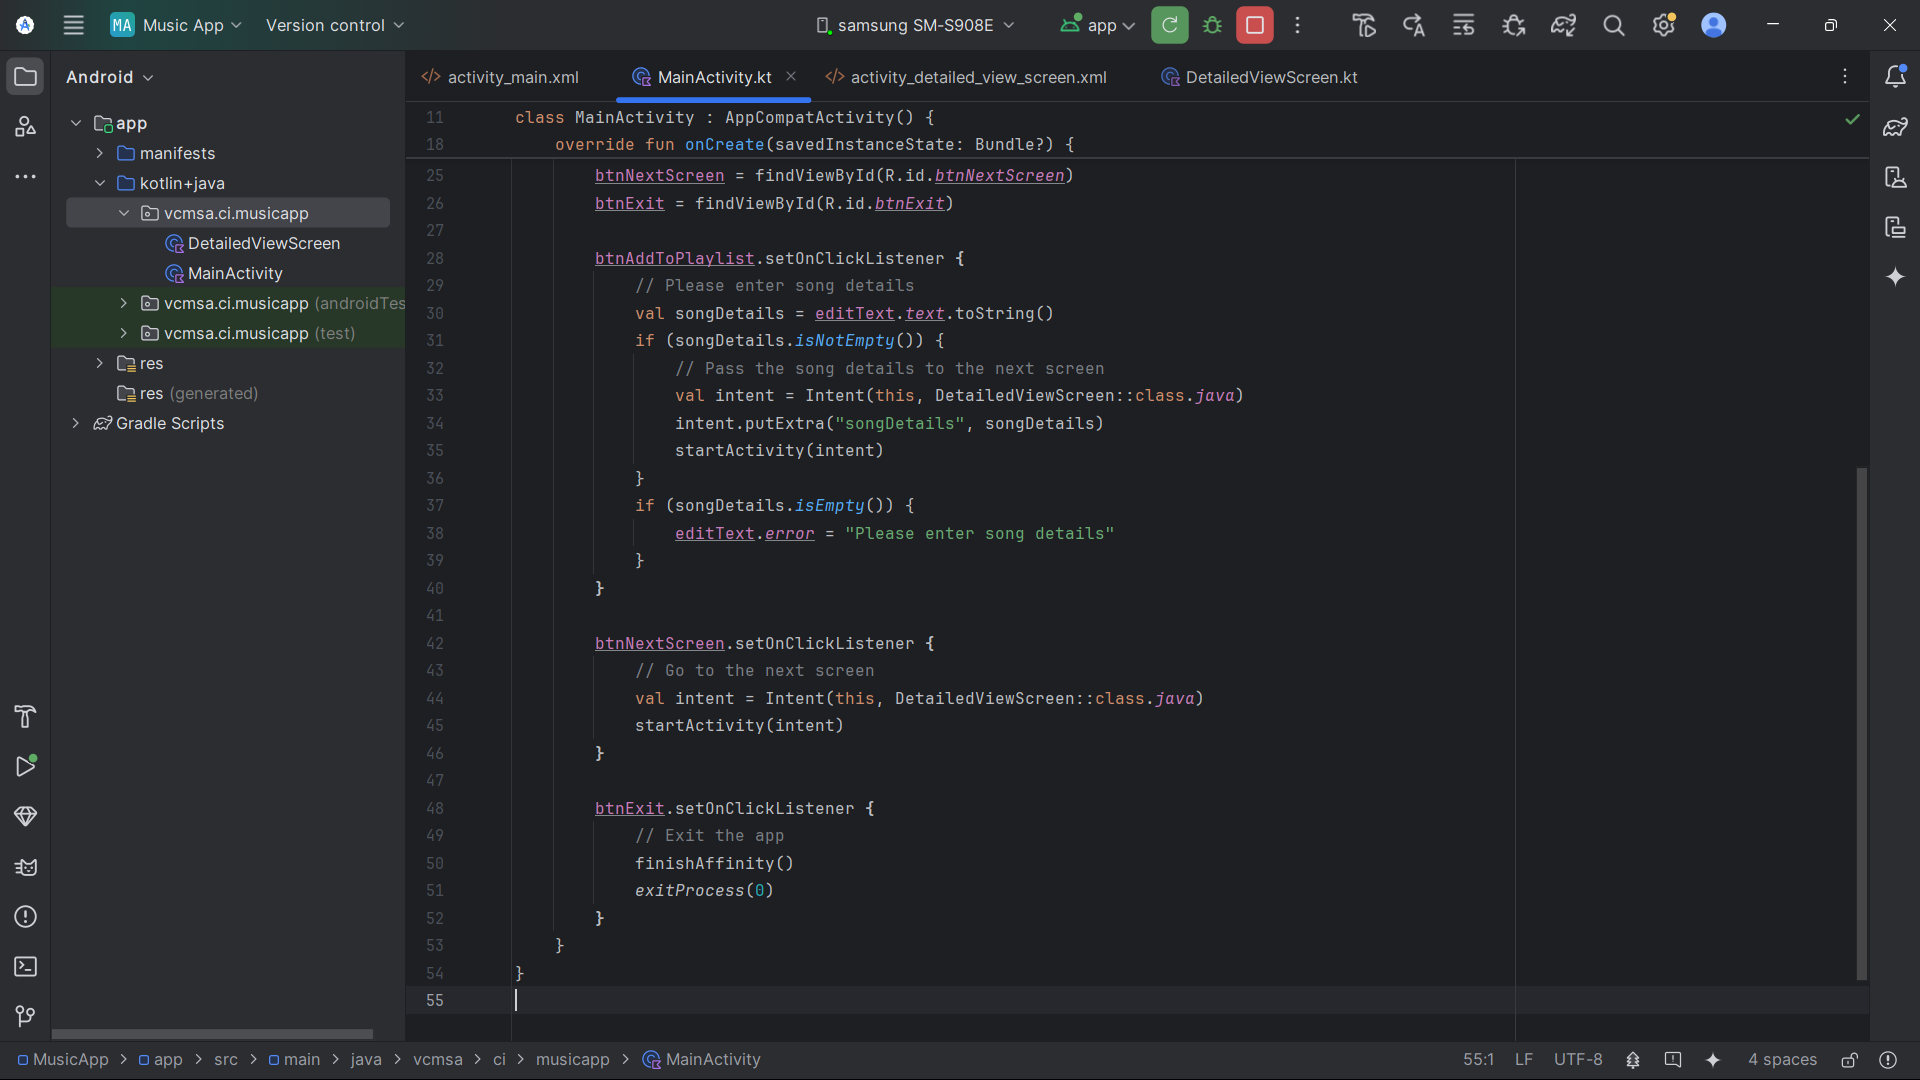 MA Music App Version control samsung SM-S908E app
Android
activity_main.xml MainActivity.kt activity_detailed_view_screen.xml DetailedViewScreen.kt
app
manifests
kotlin+java
vcmsa.ci.musicapp
DetailedViewScreen
MainActivity
vcmsa.ci.musicapp (androidTes
vcmsa.ci.musicapp (test)
res
res (generated)
Gradle Scripts
11 class MainActivity : AppCompatActivity() {
18 override fun onCreate(savedInstanceState: Bundle?) {
25 btnNextScreen = findViewById(R.id.btnNextScreen)
26 btnExit = findViewById(R.id.btnExit)
27
28 btnAddToPlaylist.setOnClickListener {
29 // Please enter song details
30 val songDetails = editText.text.toString()
31 if (songDetails.isNotEmpty()) {
32 // Pass the song details to the next screen
33 val intent = Intent(this, DetailedViewScreen::class.java)
34 intent.putExtra("songDetails", songDetails)
35 startActivity(intent)
36 }
37 if (songDetails.isEmpty()) {
38 editText.error = "Please enter song details"
39 }
40 }
41
42 btnNextScreen.setOnClickListener {
43 // Go to the next screen
44 val intent = Intent(this, DetailedViewScreen::class.java)
45 startActivity(intent)
46 }
47
48 btnExit.setOnClickListener {
49 // Exit the app
50 finishAffinity()
51 exitProcess(0)
52 }
53 }
54 }
55
MusicApp > app > src > main > java > vcmsa > ci > musicapp > MainActivity 55:1 LF UTF-8 4 spaces